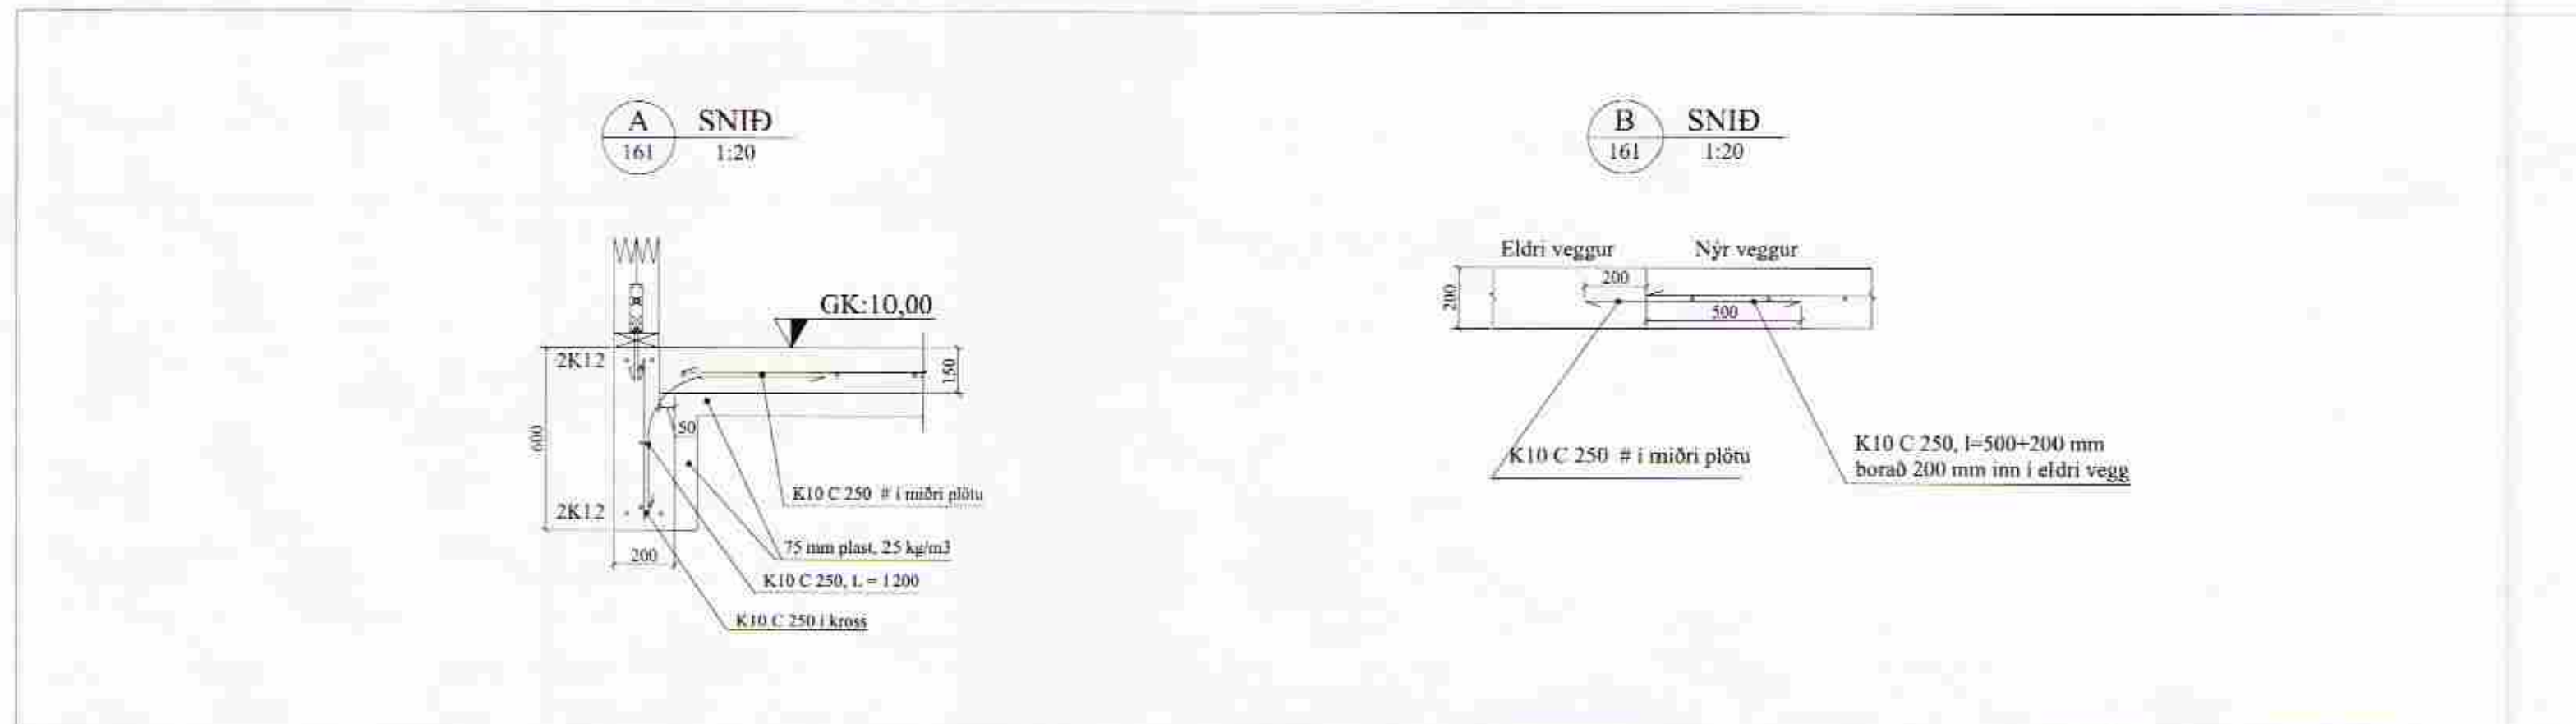 A
161
SNIÐ
1:20
GK:10,00
2K12
150
600
50
2K12
200
K10 C 250 # í miðri plötu
75 mm plast, 25 kg/m3
K10 C 250, L = 1200
K10 C 250 í kross
B
161
SNIÐ
1:20
Eldri veggur
Nýr veggur
200
200
500
K10 C 250 # í miðri plötu
K10 C 250, l=500+200 mm
borað 200 mm inn í eldri vegg